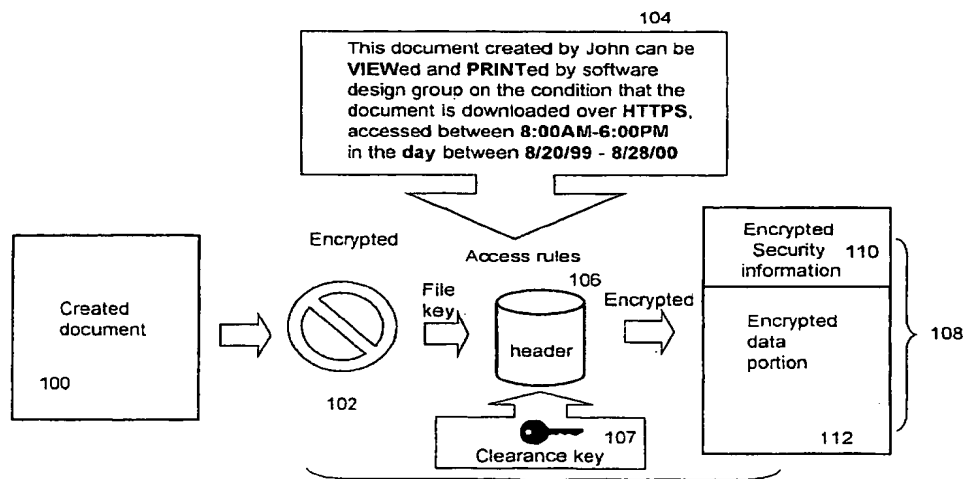 104
This document created by John can be
VIEWed and PRINTed by software
design group on the condition that the
document is downloaded over HTTPS,
accessed between 8:00AM-6:00PM
in the day between 8/20/99 - 8/28/00
Encrypted
Access rules
106
File
key
Encrypted
Created
document
100
102
header
107
Clearance key
Encrypted
Security
information
110
Encrypted
data
portion
112
108